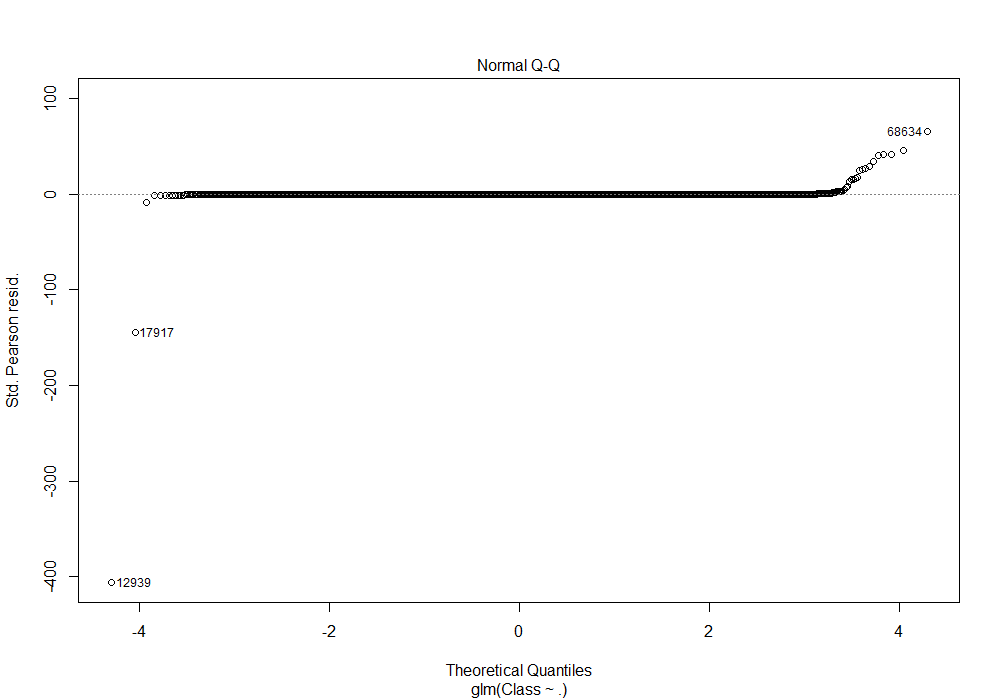 Normal Q-Q
Std. Pearson resid.
100
0
-100
-200
-300
-400
68634
17917
12939
-4 -2 0 2 4
Theoretical Quantiles
glm(Class ~ .)